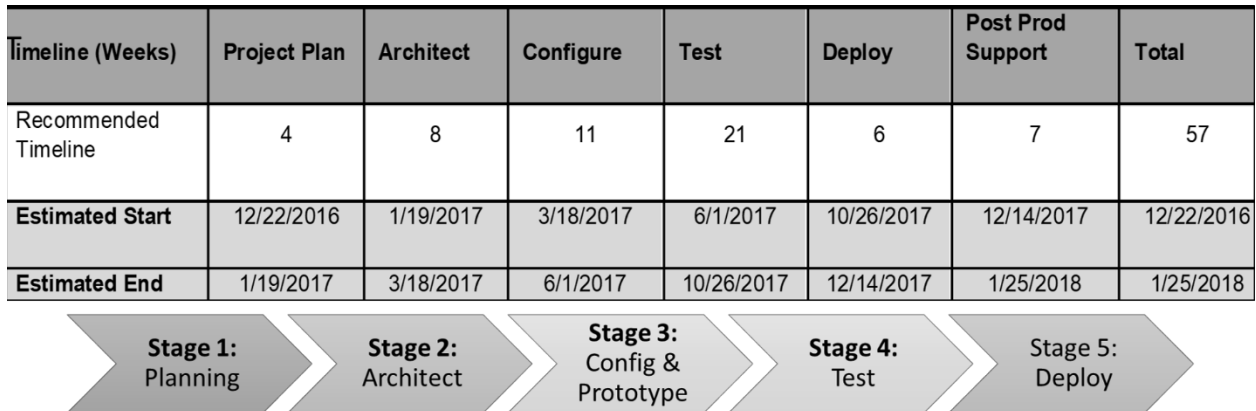 Timeline (Weeks) Project Plan Architect Configure Test Deploy Post Prod Support Total
Recommended Timeline 4 8 11 21 6 7 57
Estimated Start 12/22/2016 1/19/2017 3/18/2017 6/1/2017 10/26/2017 12/14/2017 12/22/2016
Estimated End 1/19/2017 3/18/2017 6/1/2017 10/26/2017 12/14/2017 1/25/2018 1/25/2018
Stage 1:
Planning
Stage 2:
Architect
Stage 3:
Config &
Prototype
Stage 4:
Test
Stage 5:
Deploy